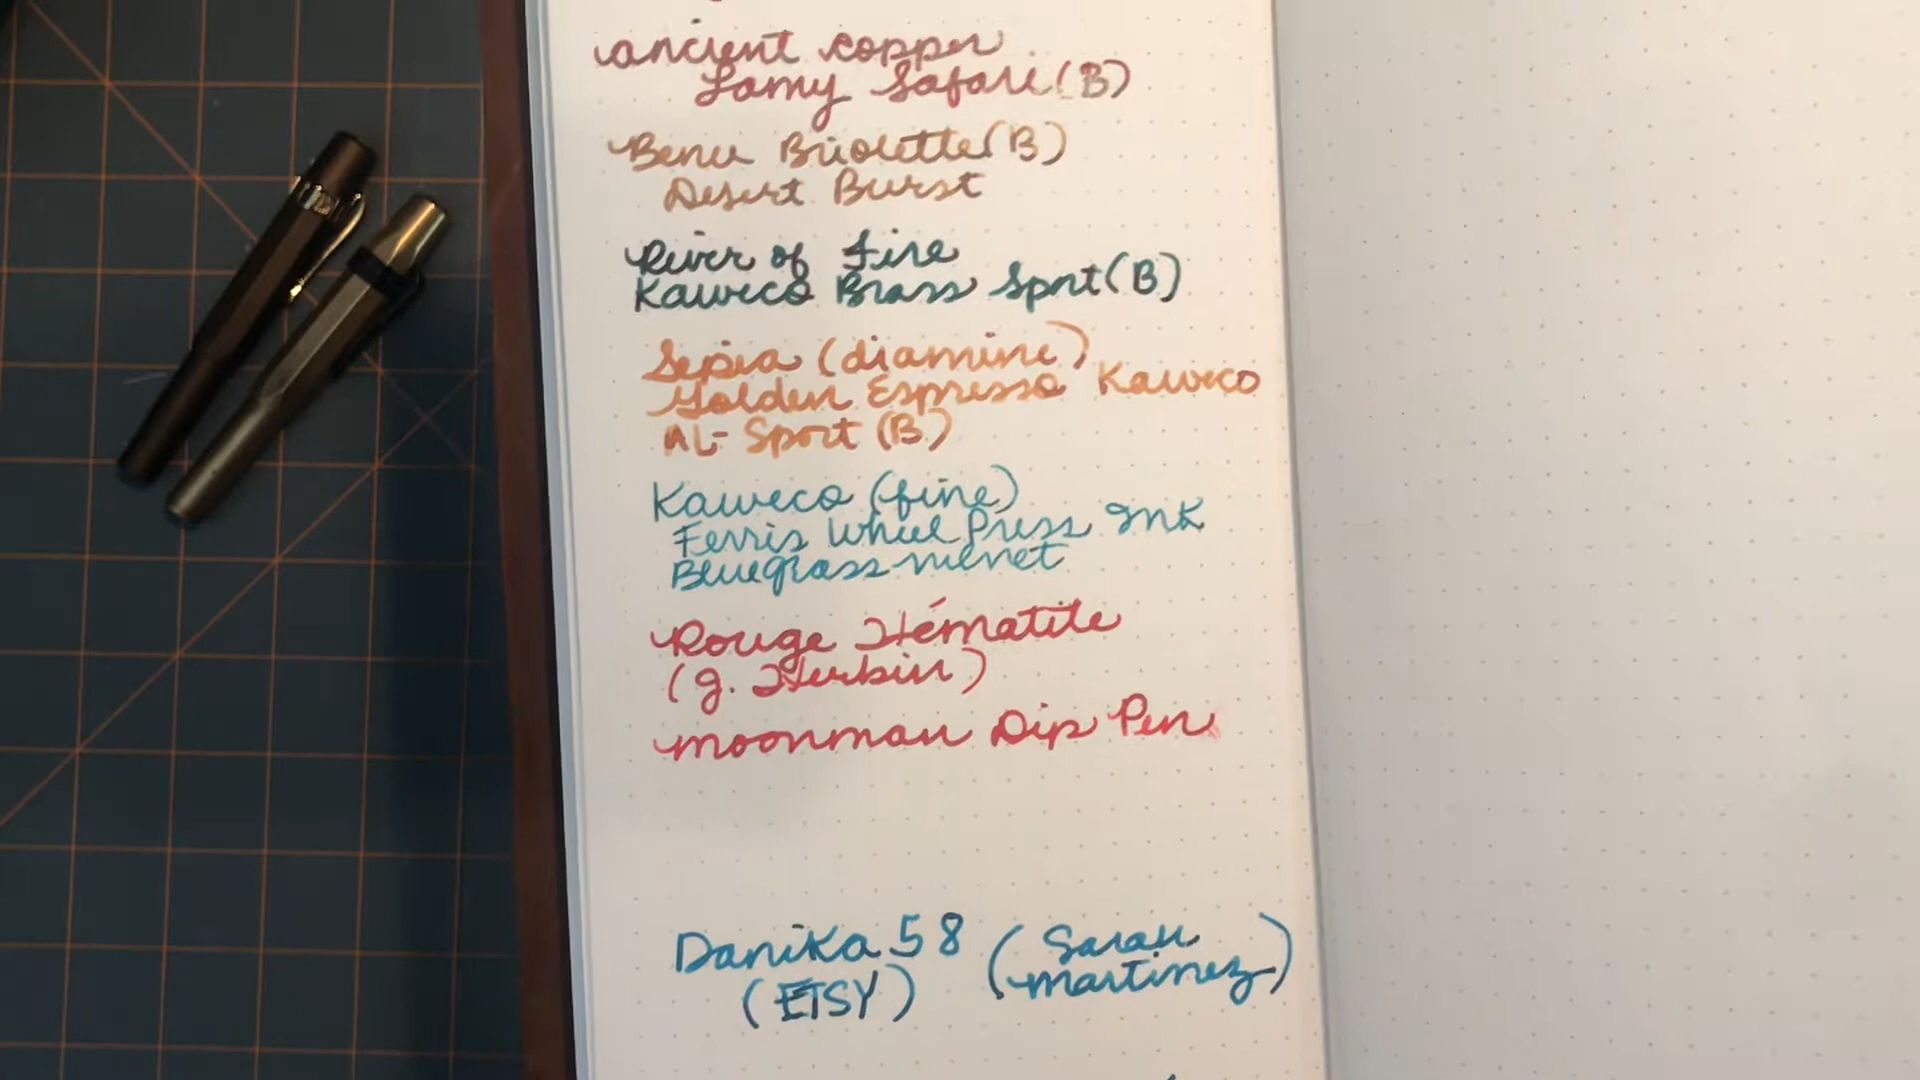 ancient copper
Lamy Safari (B)
Benu Briolette (B)
Desert Burst
River of Fire
Kaweco Brass Sport (B)
Sepia (diamine)
Golden Espresso Kaweco
AL-Sport (B)
Kaweco (fine)
Ferris Wheel Press Ink
Bluegrass velvet
Rouge Hématite
(J. Herbin)
moonman Dip Pen
Danika 58 (Sarah
(ETSY) martinez)